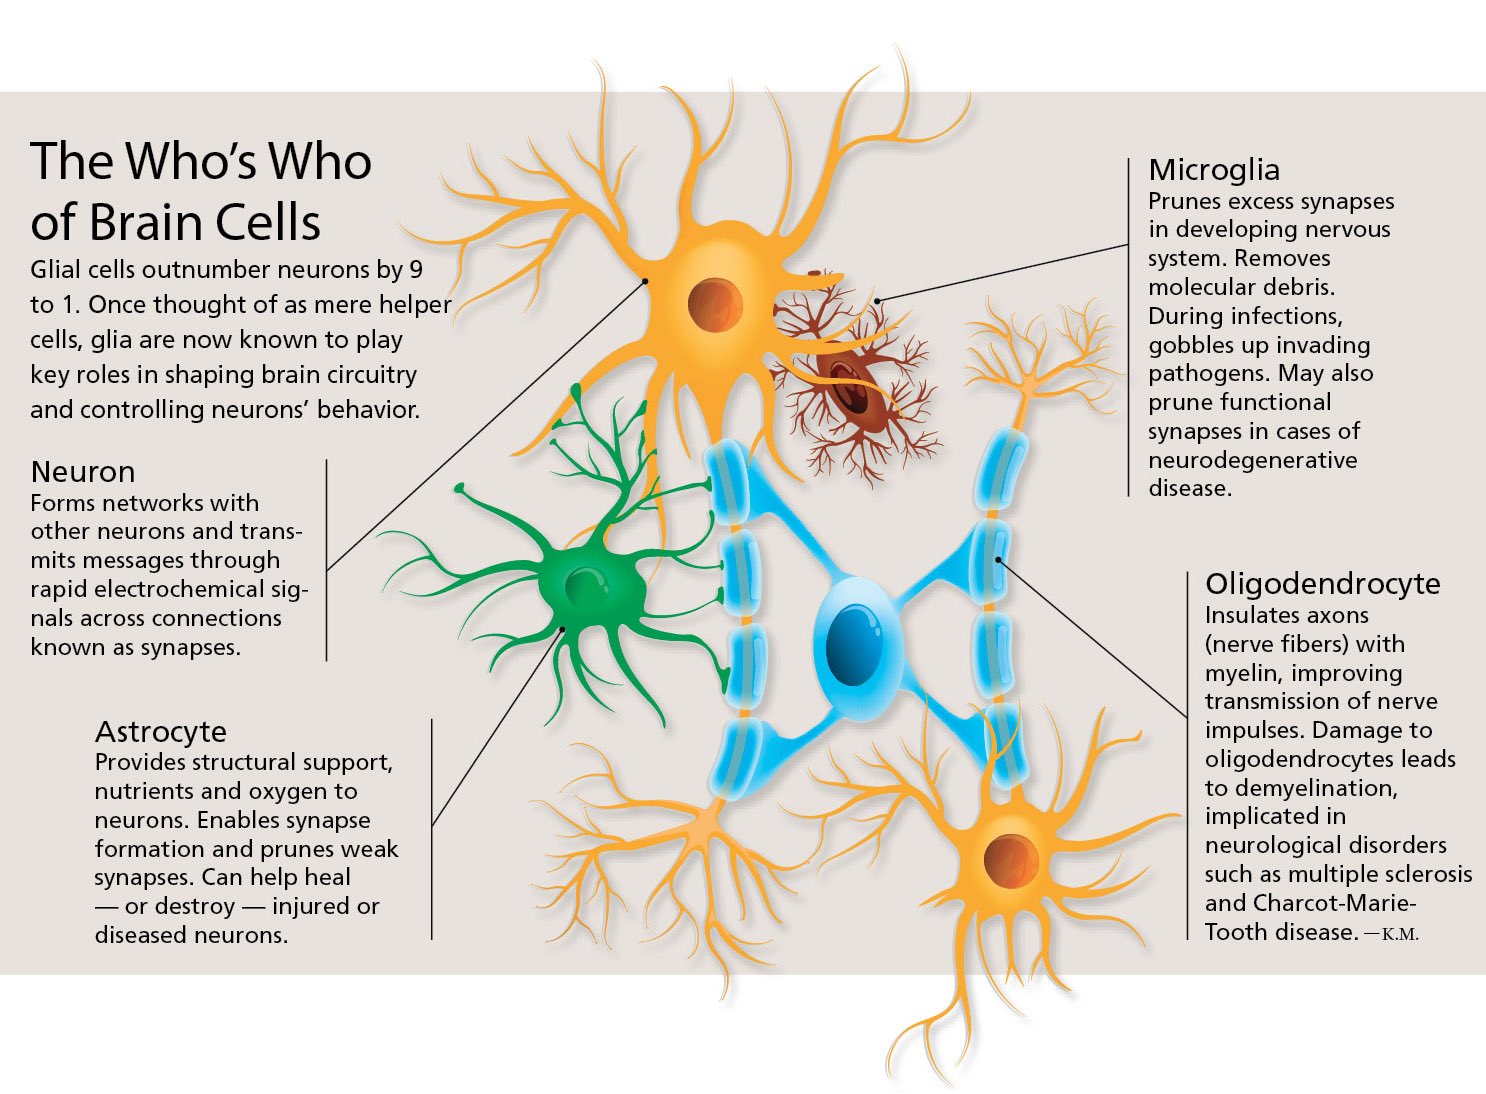 The Who’s Who
of Brain Cells
Glial cells outnumber neurons by 9
to 1. Once thought of as mere helper
cells, glia are now known to play
key roles in shaping brain circuitry
and controlling neurons’ behavior.
Neuron
Forms networks with
other neurons and trans-
mits messages through
rapid electrochemical sig-
nals across connections
known as synapses.
Astrocyte
Provides structural support,
nutrients and oxygen to
neurons. Enables synapse
formation and prunes weak
synapses. Can help heal
— or destroy — injured or
diseased neurons.
Microglia
Prunes excess synapses
in developing nervous
system. Removes
molecular debris.
During infections,
gobbles up invading
pathogens. May also
prune functional
synapses in cases of
neurodegenerative
disease.
Oligodendrocyte
Insulates axons
(nerve fibers) with
myelin, improving
transmission of nerve
impulses. Damage to
oligodendrocytes leads
to demyelination,
implicated in
neurological disorders
such as multiple sclerosis
and Charcot-Marie-
Tooth disease. —K.M.